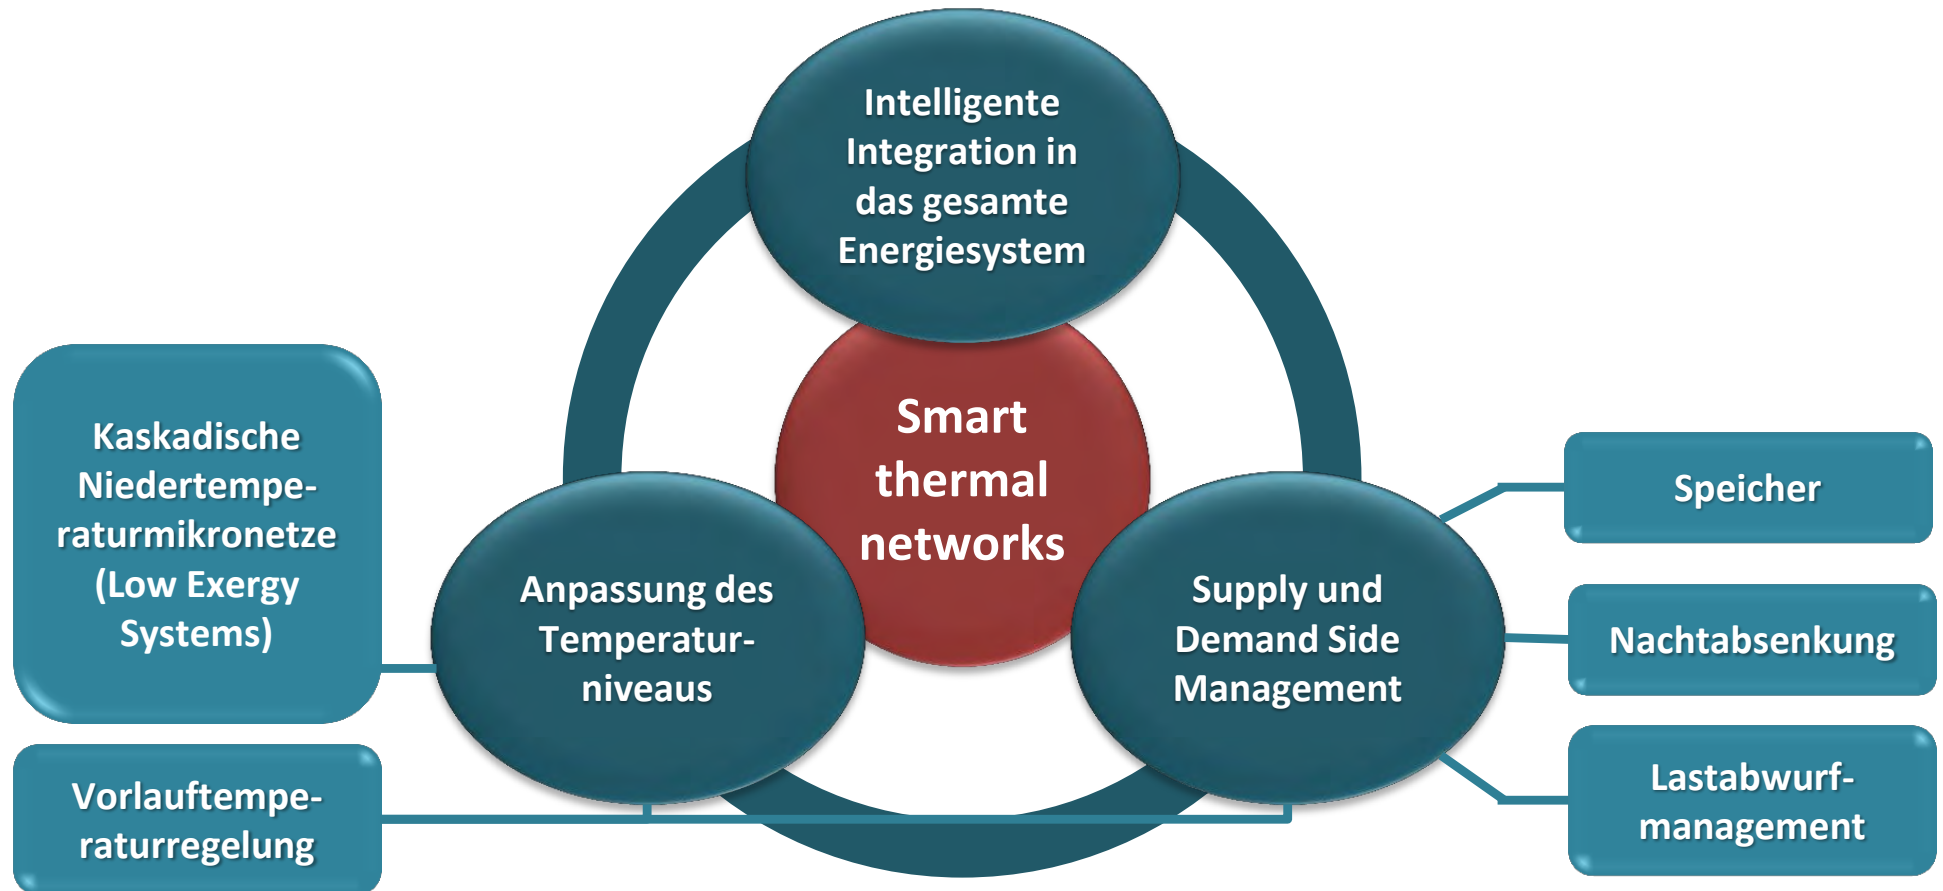 Intelligente
Integration in
das gesamte
Energiesystem
Smart
thermal
networks
Kaskadische
Niedertempe-
raturmikronetze
(Low Exergy
Systems)
Anpassung des
Temperatur-
niveaus
Supply und
Demand Side
Management
Speicher
Nachtabsenkung
Vorlauftempe-
raturregelung
Lastabwurf-
management